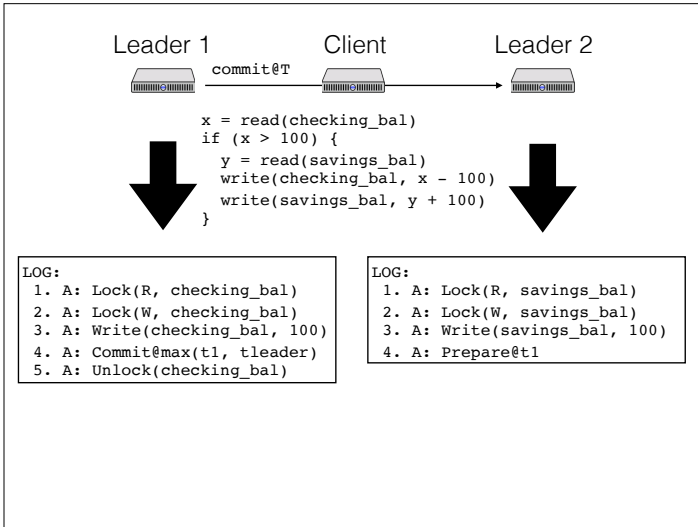 Leader 1
Client
Leader 2
commit@T
x = read(checking_bal)
if (x > 100) {
  y = read(savings_bal)
  write(checking_bal, x - 100)
  write(savings_bal, y + 100)
}
LOG:
1. A: Lock(R, checking_bal)
2. A: Lock(W, checking_bal)
3. A: Write(checking_bal, 100)
4. A: Commit@max(t1, tleader)
5. A: Unlock(checking_bal)
LOG:
1. A: Lock(R, savings_bal)
2. A: Lock(W, savings_bal)
3. A: Write(savings_bal, 100)
4. A: Prepare@t1